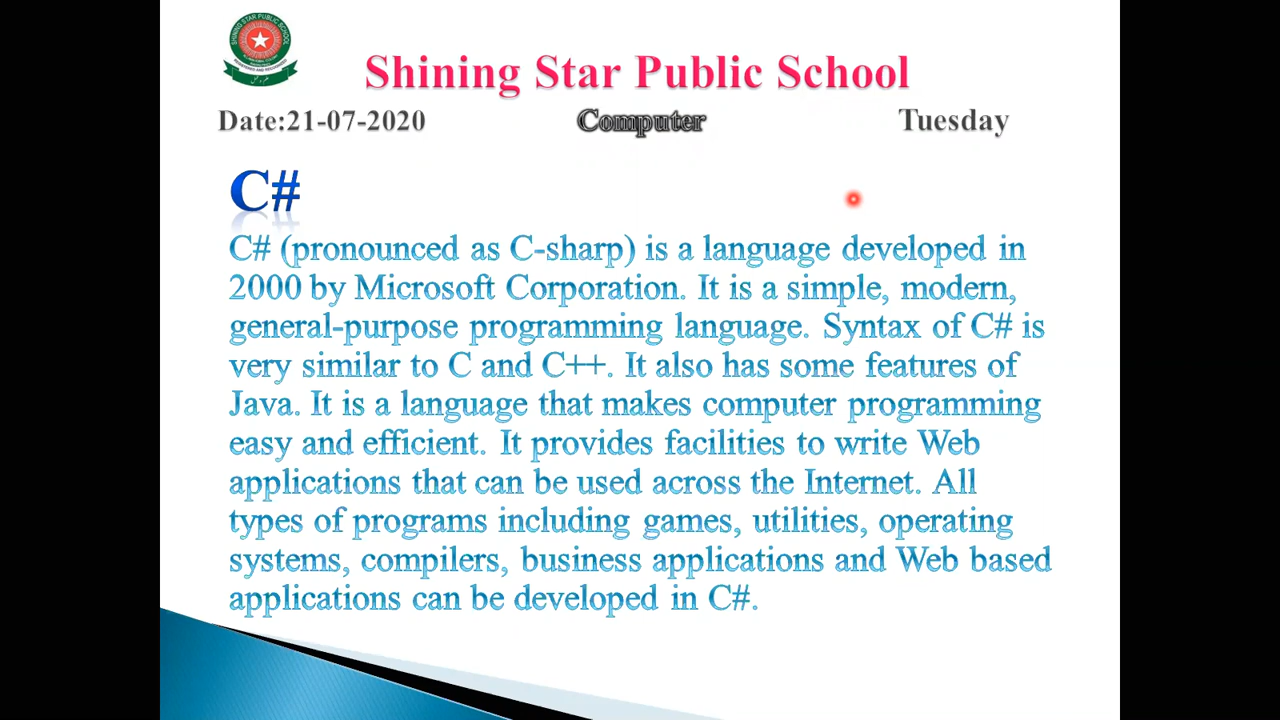 SHINING STAR PUBLIC SCHOOL
Shining Star Public School
Date:21-07-2020 Computer Tuesday
C#
C# (pronounced as C-sharp) is a language developed in
2000 by Microsoft Corporation. It is a simple, modern,
general-purpose programming language. Syntax of C# is
very similar to C and C++. It also has some features of
Java. It is a language that makes computer programming
easy and efficient. It provides facilities to write Web
applications that can be used across the Internet. All
types of programs including games, utilities, operating
systems, compilers, business applications and Web based
applications can be developed in C#.